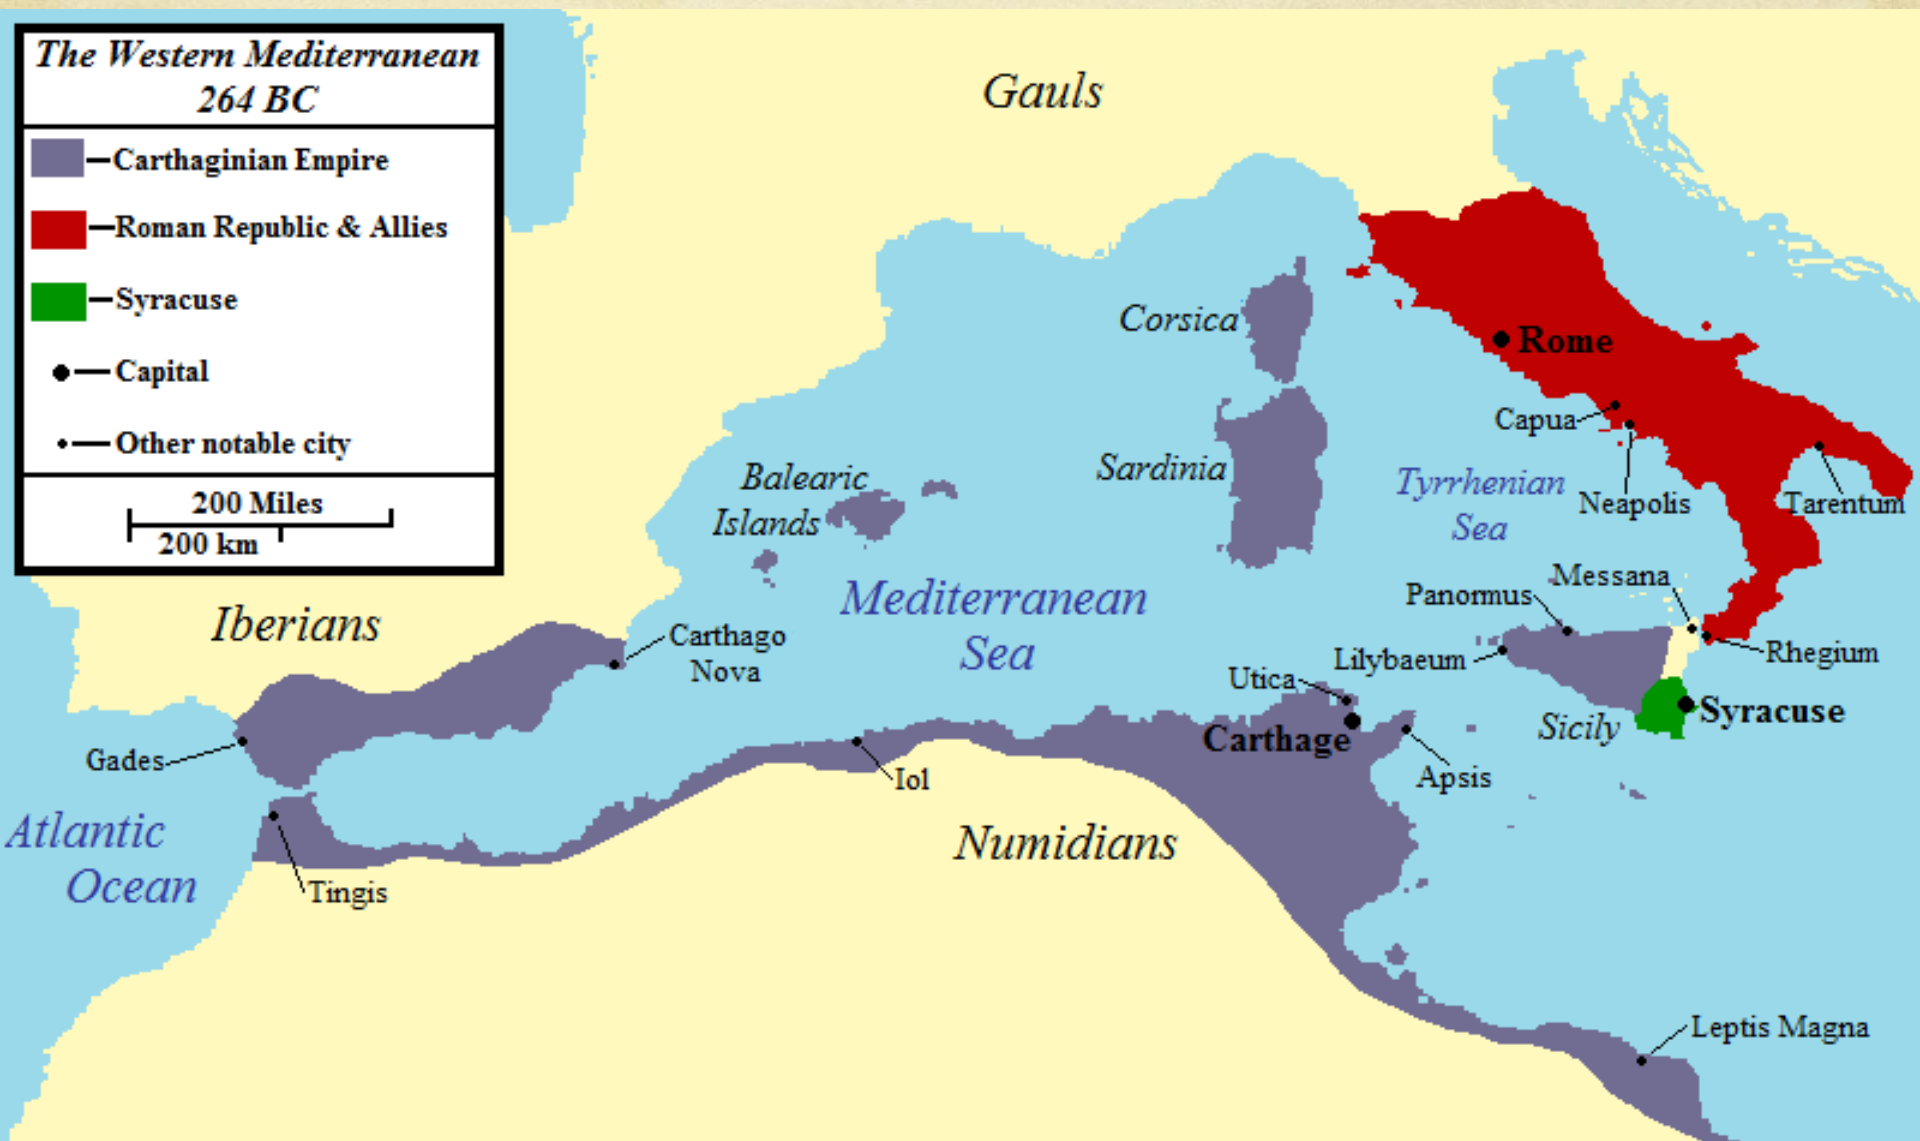 The Western Mediterranean
264 BC
Carthaginian Empire
Roman Republic & Allies
Syracuse
Capital
Other notable city
200 Miles
200 km
Gauls
Corsica
Rome
Capua
Sardinia
Tyrrhenian
Sea
Neapolis
Tarentum
Balearic
Islands
Mediterranean
Sea
Messana
Panormus
Iberians
Carthago
Nova
Lilybaeum
Rhegium
Utica
Syracuse
Sicily
Carthage
Gades
Iol
Apsis
Atlantic
Ocean
Numidians
Tingis
Leptis Magna